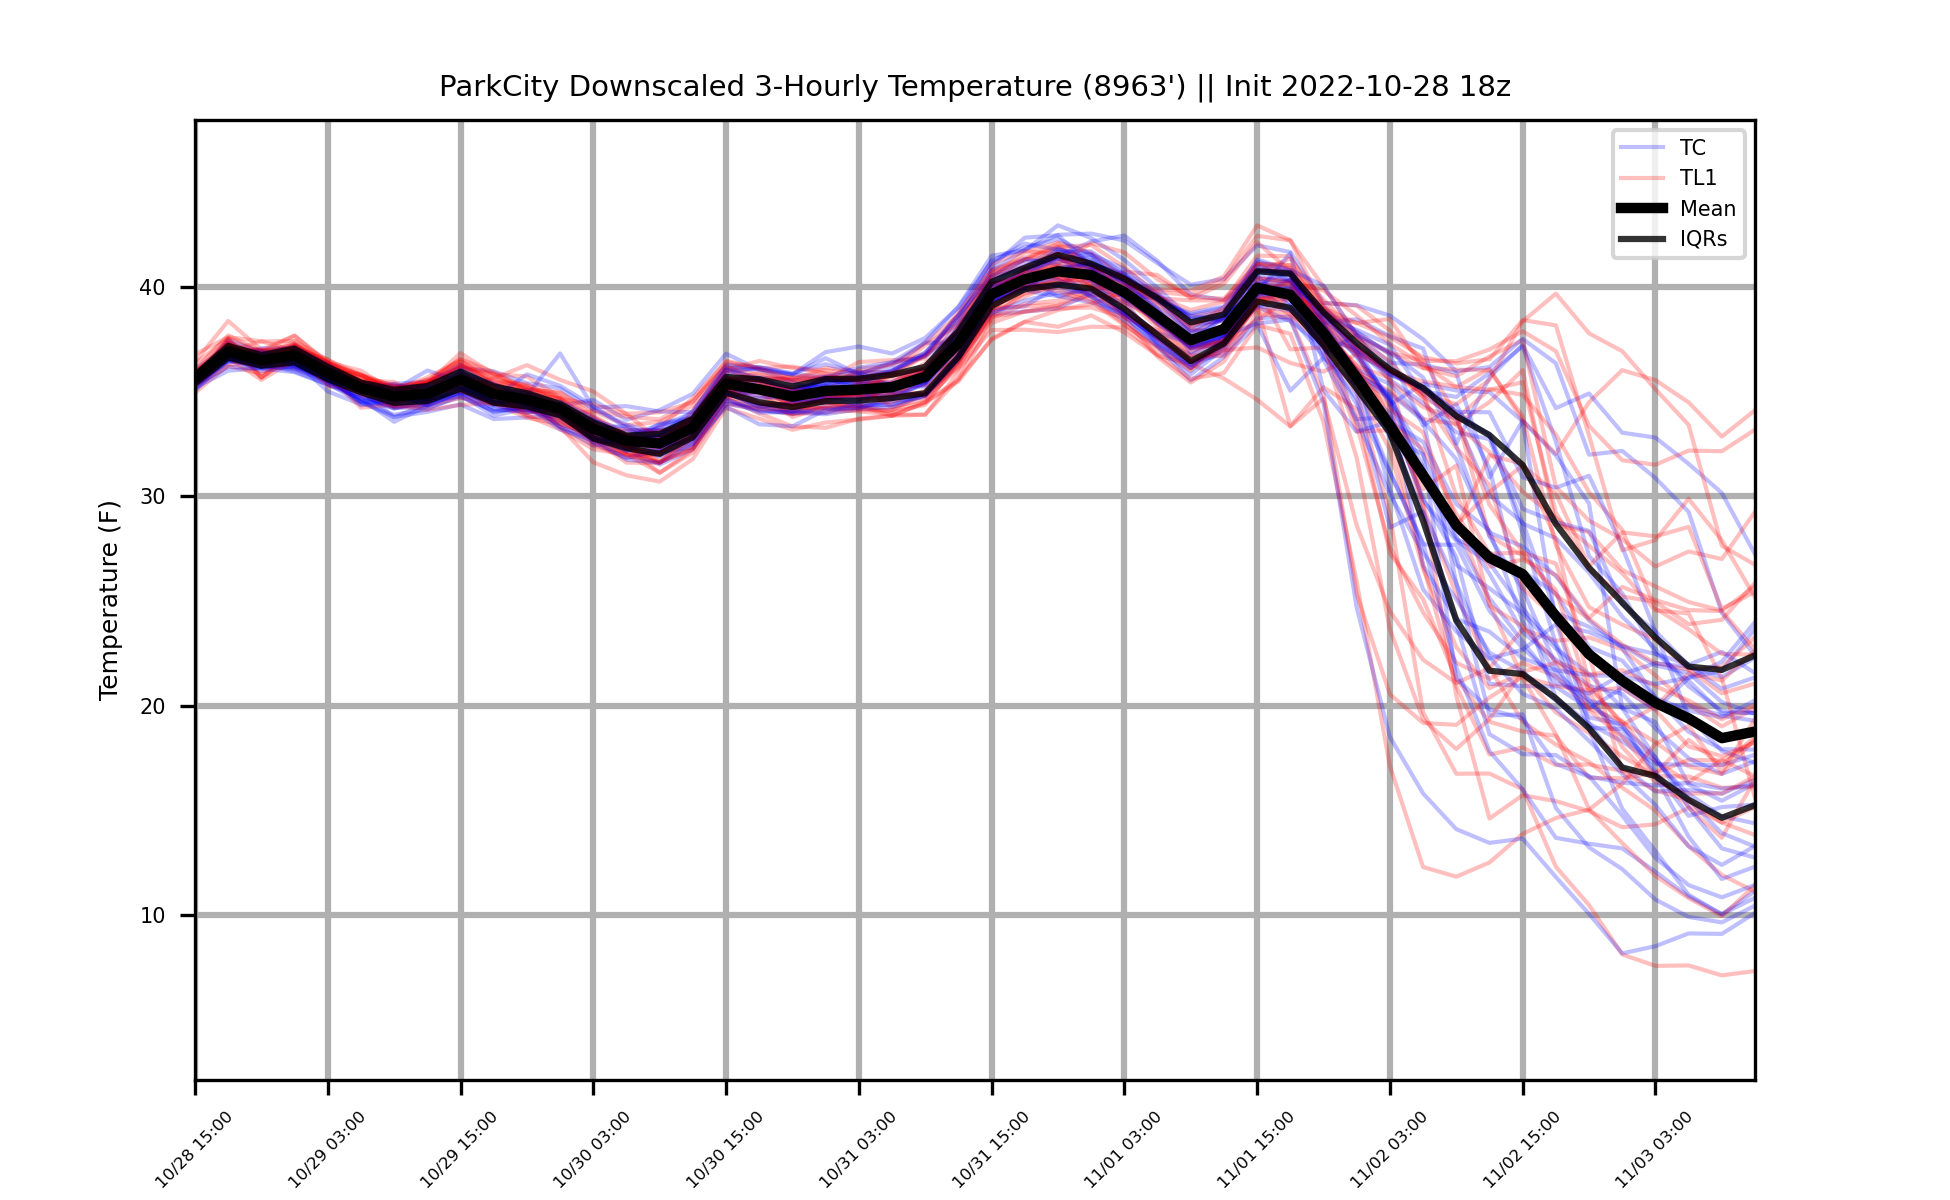 ParkCity Downscaled 3-Hourly Temperature (8963') || Init 2022-10-28 18z
TC
TL1
Mean
IQRs
Temperature (F)
40
30
20
10
10/28 15:00
10/29 03:00
10/29 15:00
10/30 03:00
10/30 15:00
10/31 03:00
10/31 15:00
11/01 03:00
11/01 15:00
11/02 03:00
11/02 15:00
11/03 03:00